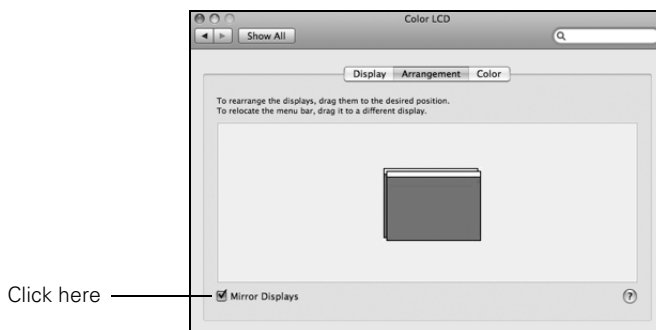 Color LCD
Show All
Display Arrangement Color
To rearrange the displays, drag them to the desired position.
To relocate the menu bar, drag it to a different display.
Click here
Mirror Displays
?